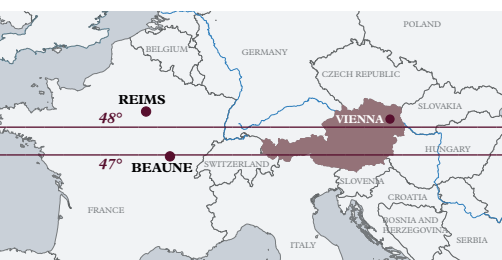 POLAND
BELGIUM
GERMANY
CZECH REPUBLIC
REIMS
SLOVAKIA
48°
VIENNA
HUNGARY
47°
BEAUNE
SWITZERLAND
SLOVENIA
CROATIA
FRANCE
BOSNIA AND
HERZEGOVINA
ITALY
SERBIA